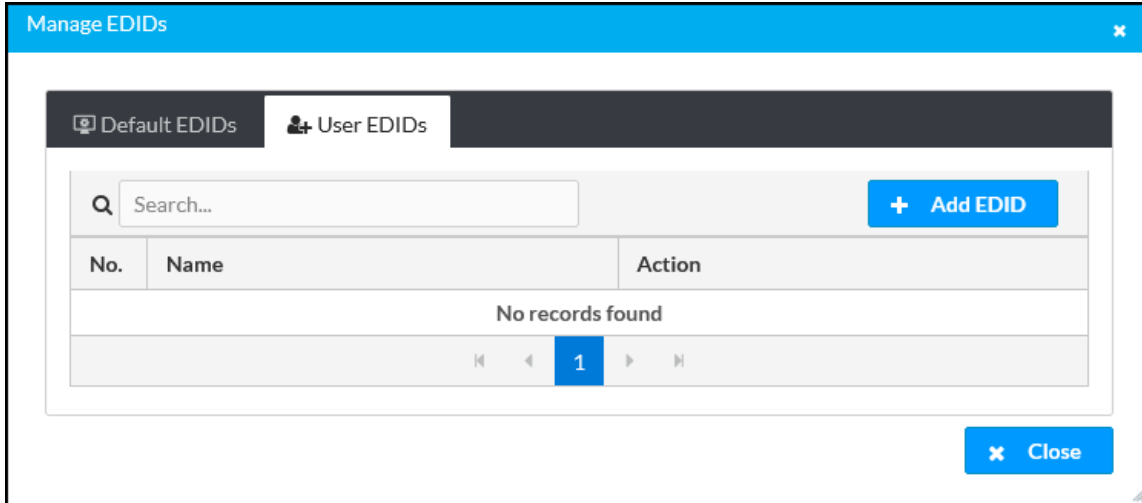 Manage EDIDs
Default EDIDs User EDIDs
Search... Add EDID
No. Name Action
No records found
1
Close